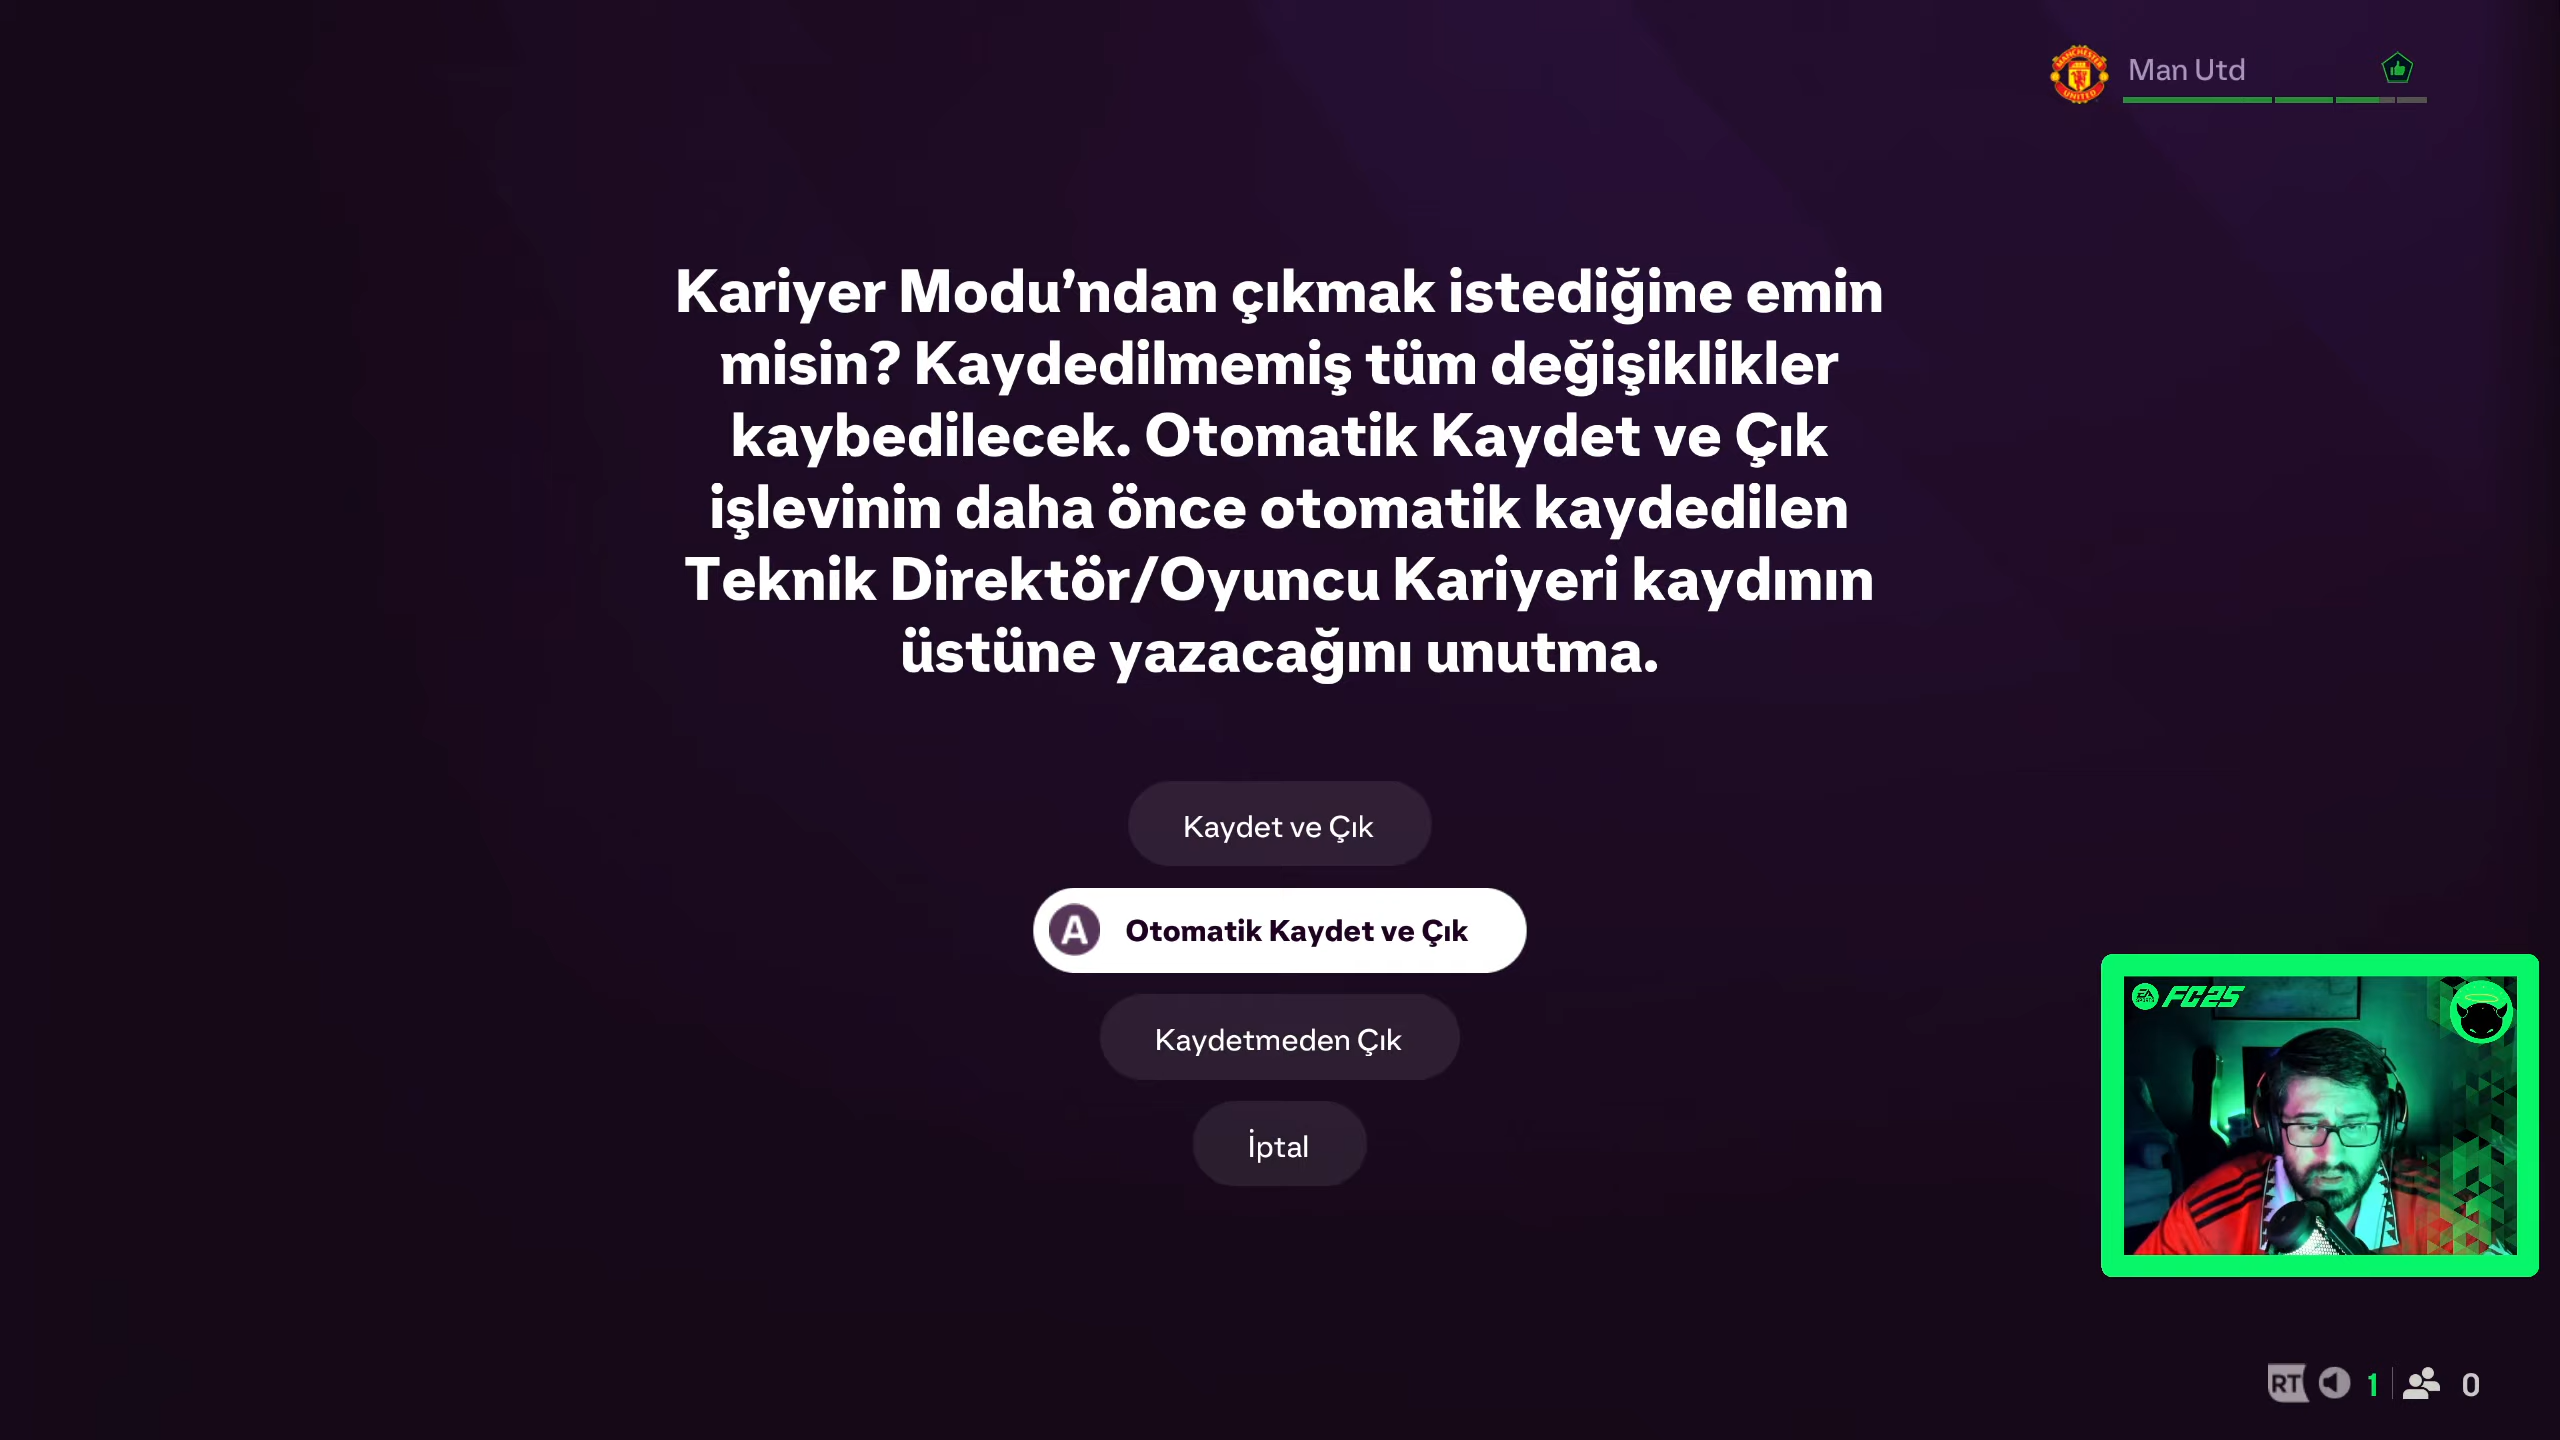 Man Utd
Kariyer Modu’ndan çıkmak istediğine emin
misin? Kaydedilmemiş tüm değişiklikler
kaybedilecek. Otomatik Kaydet ve Çık
işlevinin daha önce otomatik kaydedilen
Teknik Direktör/Oyuncu Kariyeri kaydının
üstüne yazacağını unutma.
Kaydet ve Çık
A Otomatik Kaydet ve Çık
Kaydetmeden Çık
İptal
EA SPORTS FC25
RT 1 0